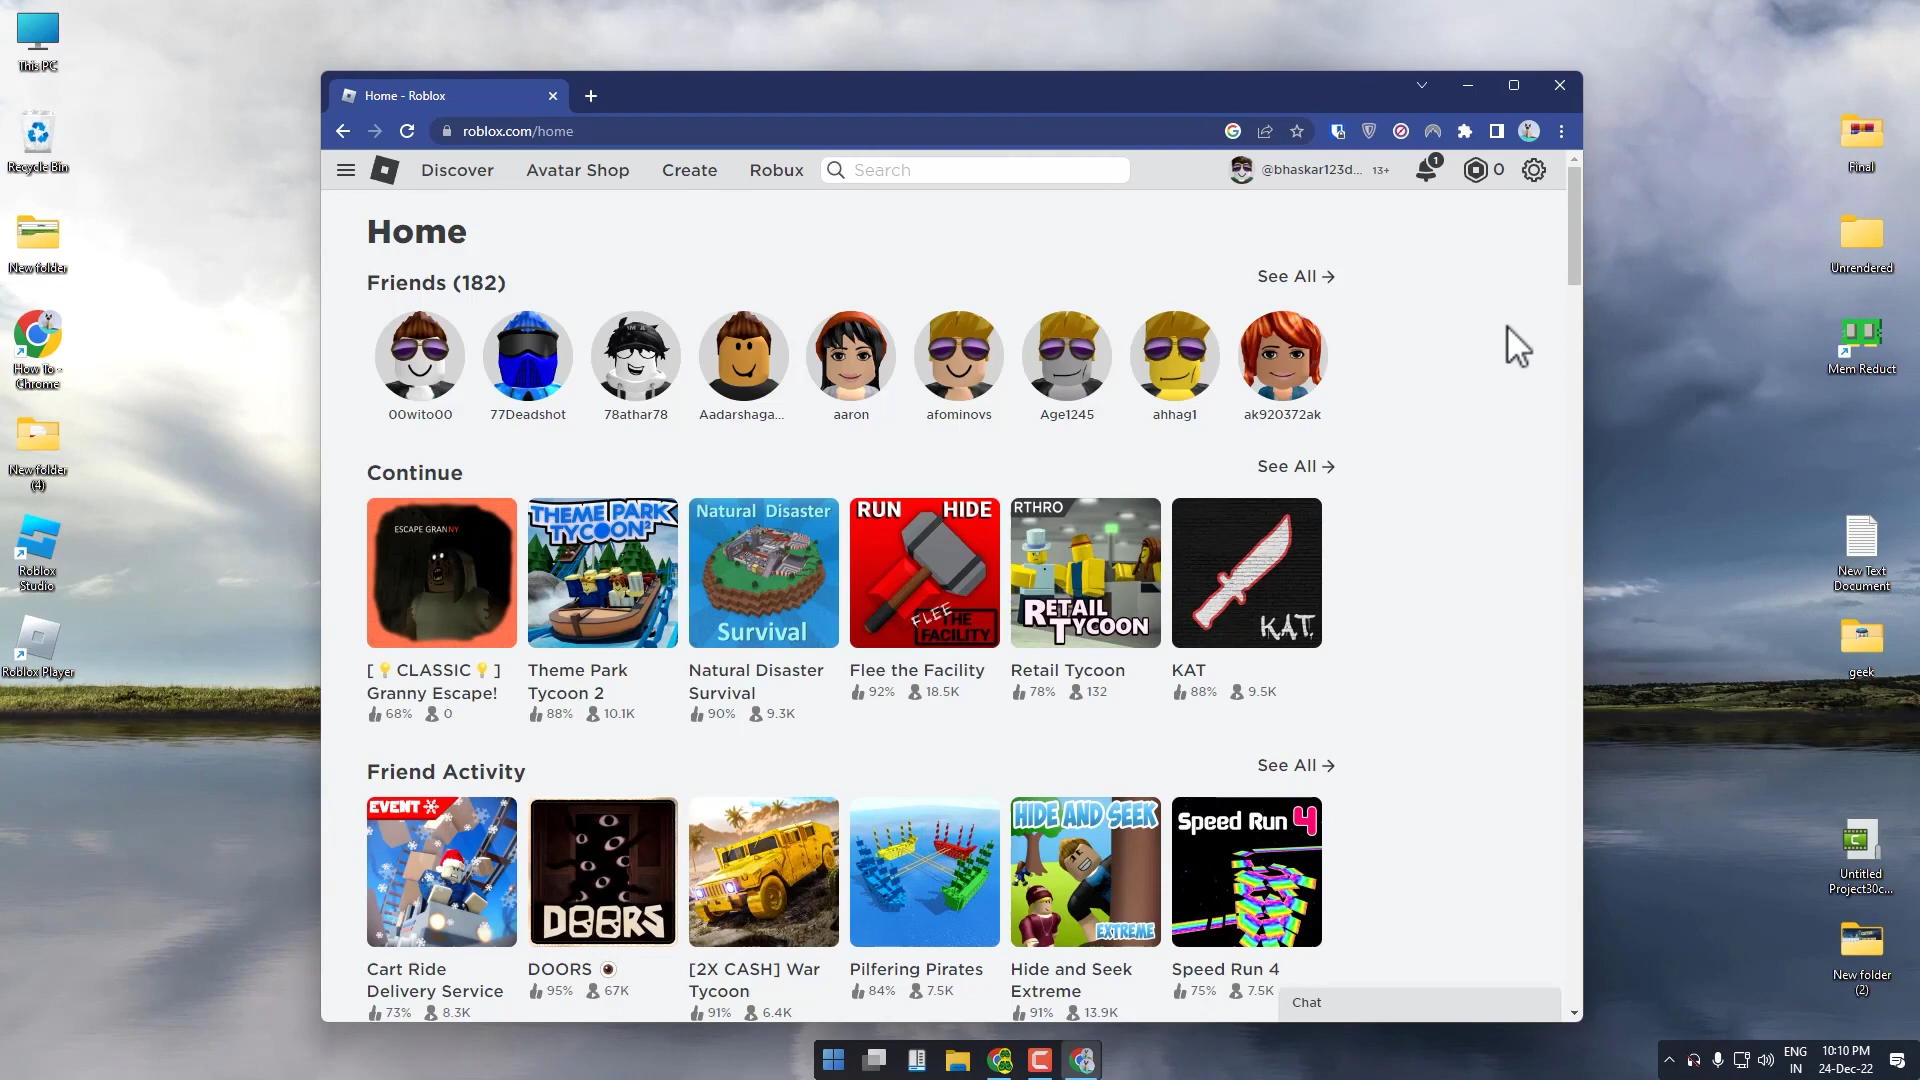 This PC
Recycle Bin
New folder
How To -
Chrome
New folder
(4)
Roblox
Studio
Roblox Player
Home - Roblox
roblox.com/home
Discover
Avatar Shop
Create
Robux
Search
@bhaskar123d...
13+
1
0
Home
Friends (182)
See All →
00wito00
77Deadshot
78athar78
Aadarshaga...
aaron
afominovs
Age1245
ahhag1
ak920372ak
Continue
See All →
ESCAPE GRANNY
THEME PARK
TYCOON 2
Natural Disaster
Survival
RUN HIDE
FLEE THE
FACILITY
RTHRO
RETAIL
TYCOON
KAT.
[💡CLASSIC💡]
Granny Escape!
68% 0
Theme Park
Tycoon 2
88% 10.1K
Natural Disaster
Survival
90% 9.3K
Flee the Facility
92% 18.5K
Retail Tycoon
78% 132
KAT
88% 9.5K
Friend Activity
See All →
EVENT
DOORS
HIDE AND SEEK
EXTREME
Speed Run 4
Cart Ride
Delivery Service
73% 8.3K
DOORS 👁
95% 67K
[2X CASH] War
Tycoon
91% 6.4K
Pilfering Pirates
84% 7.5K
Hide and Seek
Extreme
91% 13.9K
Speed Run 4
75% 7.5K
Chat
Final
Unrendered
Mem Reduct
New Text
Document
geek
Untitled
Project30c...
New folder
(2)
ENG
IN
10:10 PM
24-Dec-22